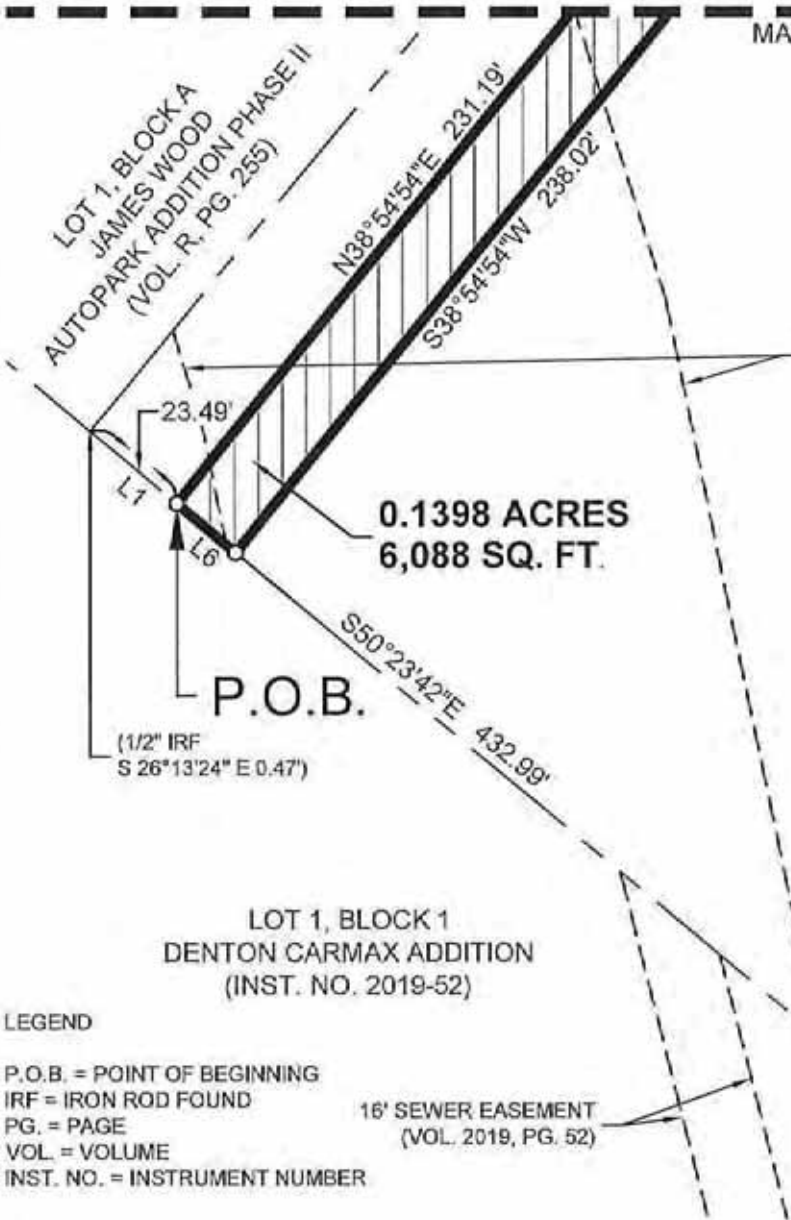 MA
LOT 1, BLOCK A
JAMES WOOD
AUTOPARK ADDITION PHASE II
(VOL. R, PG. 255)
N38°54'54"E 231.19'
S38°54'54"W 238.02'
23.49'
L1
L6
0.1398 ACRES
6,088 SQ. FT.
P.O.B.
S50°23'42"E 432.99'
(1/2" IRF
S 26°13'24" E 0.47')
LOT 1, BLOCK 1
DENTON CARMAX ADDITION
(INST. NO. 2019-52)
LEGEND
P.O.B. = POINT OF BEGINNING
IRF = IRON ROD FOUND
PG. = PAGE
VOL. = VOLUME
INST. NO. = INSTRUMENT NUMBER
16' SEWER EASEMENT
(VOL. 2019, PG. 52)